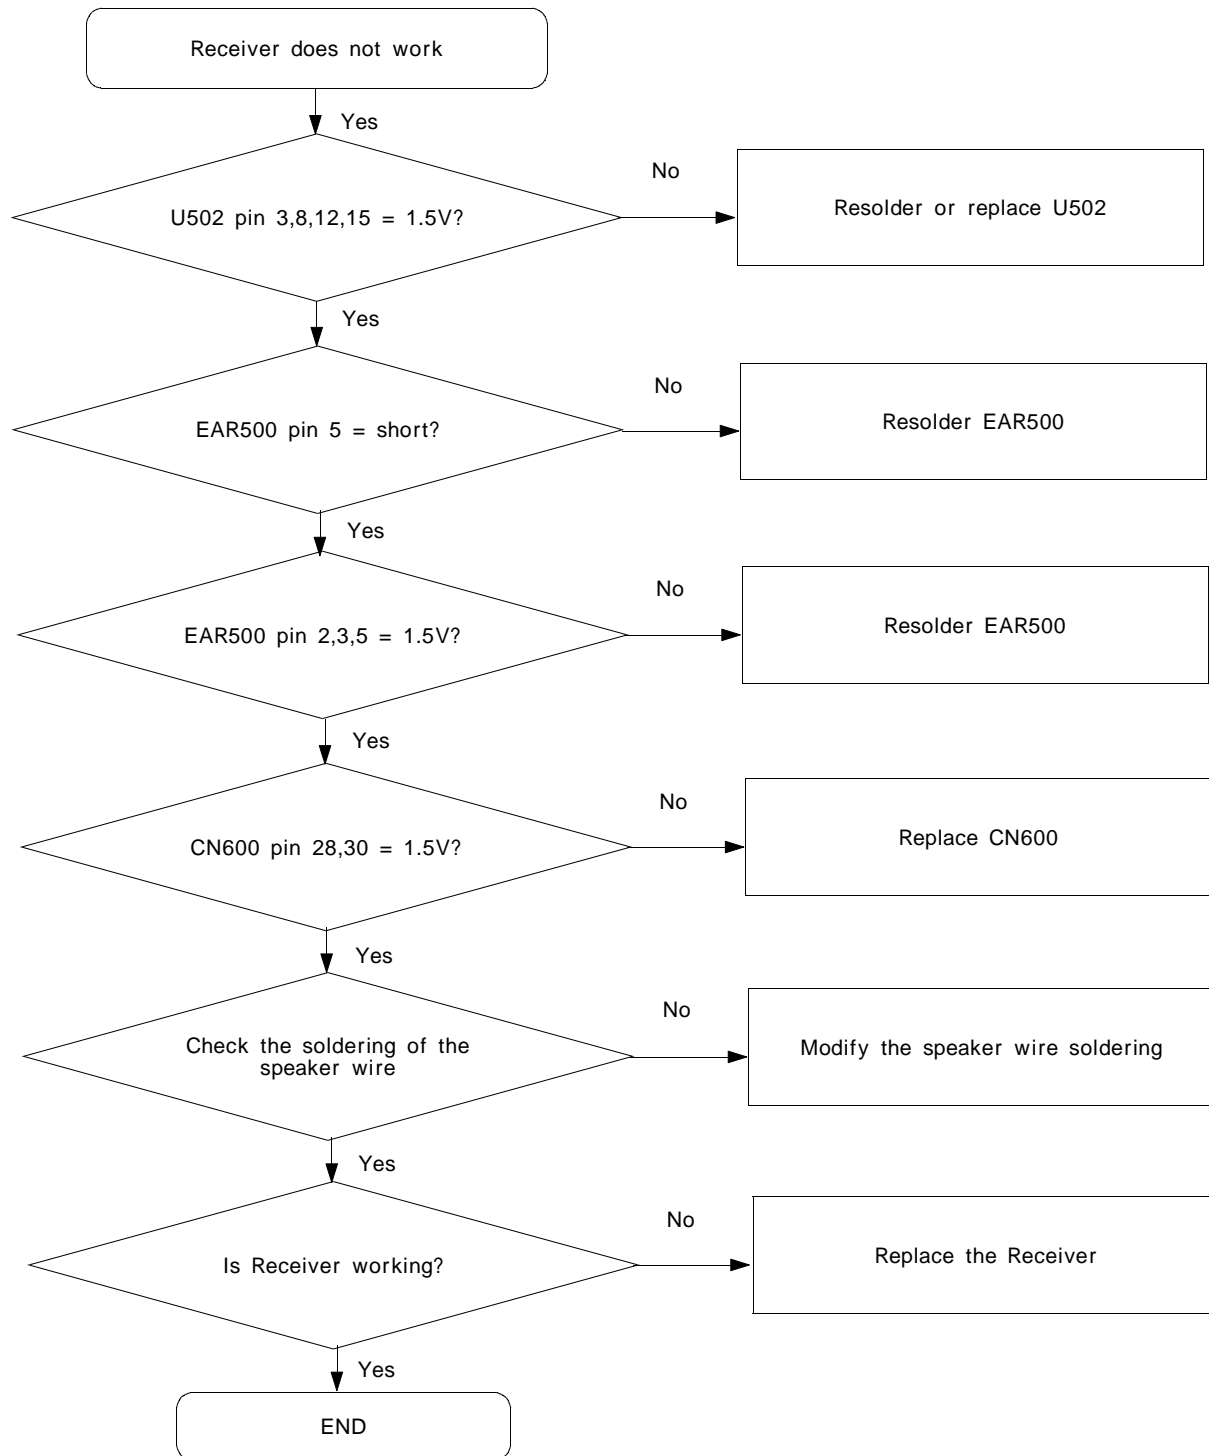 Receiver does not work
Yes
U502 pin 3,8,12,15 = 1.5V?
No
Resolder or replace U502
Yes
EAR500 pin 5 = short?
No
Resolder EAR500
Yes
EAR500 pin 2,3,5 = 1.5V?
No
Resolder EAR500
Yes
CN600 pin 28,30 = 1.5V?
No
Replace CN600
Yes
Check the soldering of the
speaker wire
No
Modify the speaker wire soldering
Yes
Is Receiver working?
No
Replace the Receiver
Yes
END